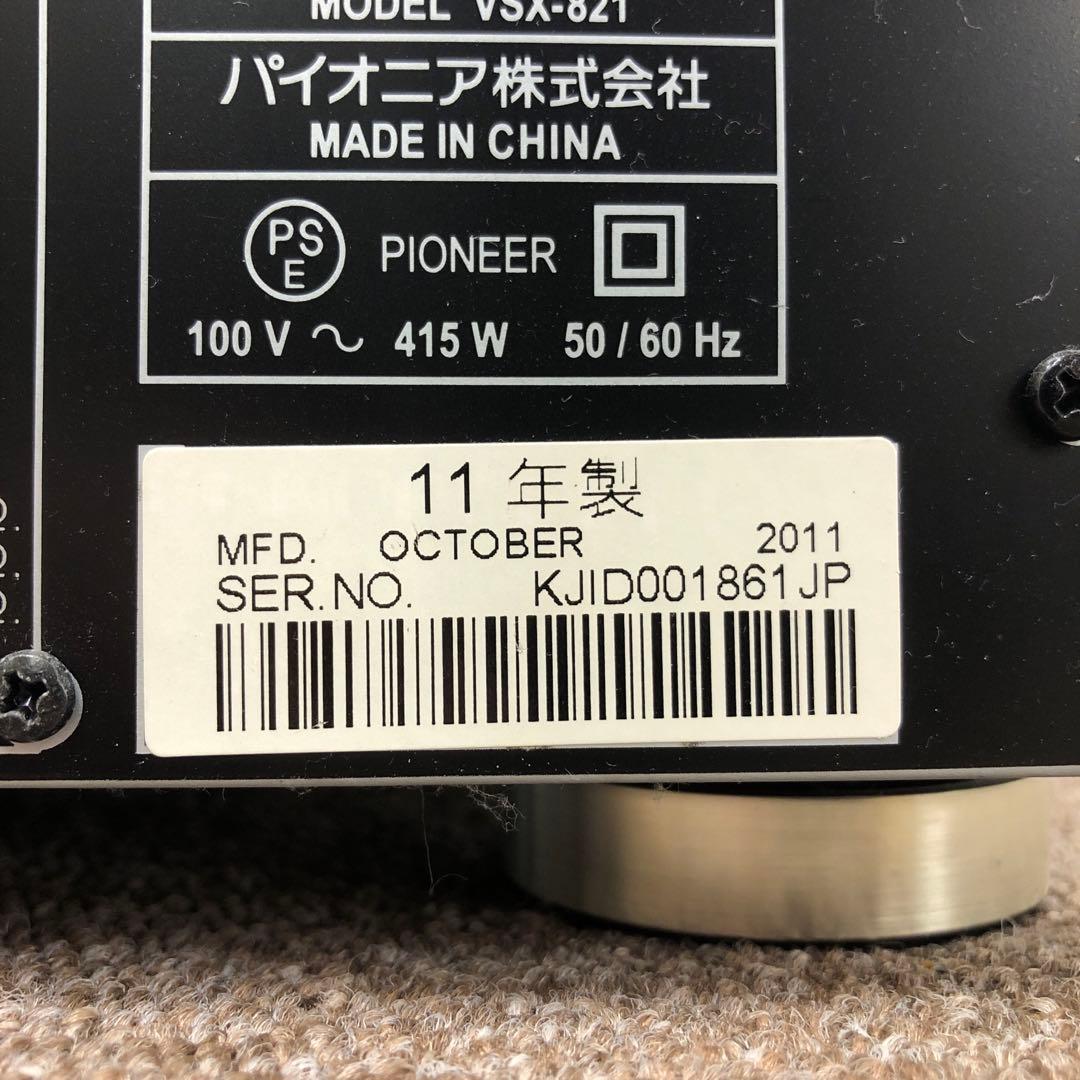 MODEL VSX-821
パイオニア株式会社
MADE IN CHINA
PS E PIONEER
100 V ~ 415 W 50 / 60 Hz
11 年製
MFD. OCTOBER 2011
SER.NO. KJID001861JP